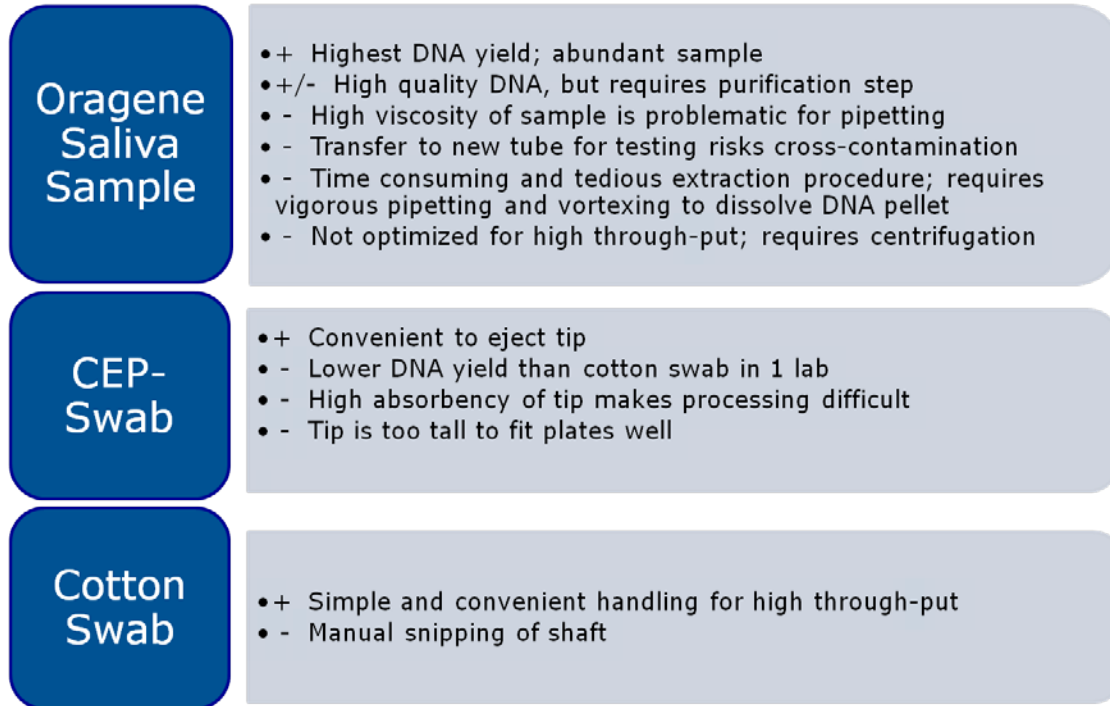 Oragene
Saliva
Sample
•+ Highest DNA yield; abundant sample
•+/- High quality DNA, but requires purification step
• - High viscosity of sample is problematic for pipetting
• - Transfer to new tube for testing risks cross-contamination
• - Time consuming and tedious extraction procedure; requires
vigorous pipetting and vortexing to dissolve DNA pellet
• - Not optimized for high through-put; requires centrifugation
CEP-
Swab
•+ Convenient to eject tip
• - Lower DNA yield than cotton swab in 1 lab
• - High absorbency of tip makes processing difficult
• - Tip is too tall to fit plates well
Cotton
Swab
•+ Simple and convenient handling for high through-put
• - Manual snipping of shaft